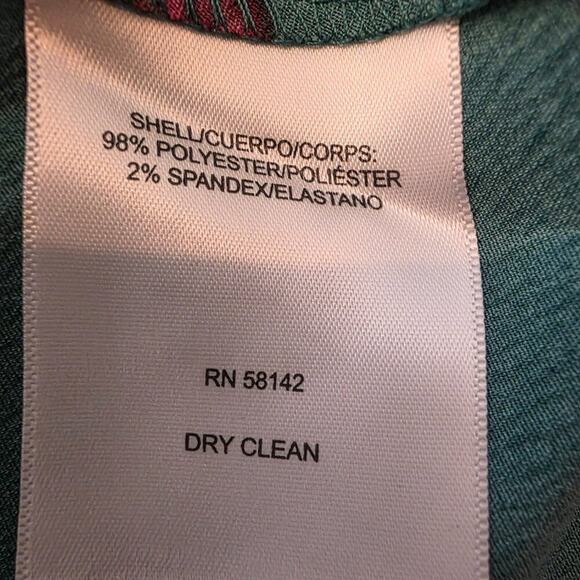 SHELL/CUERPO/CORPS:
98% POLYESTER/POLIÉSTER
2% SPANDEX/ELASTANO
RN 58142
DRY CLEAN